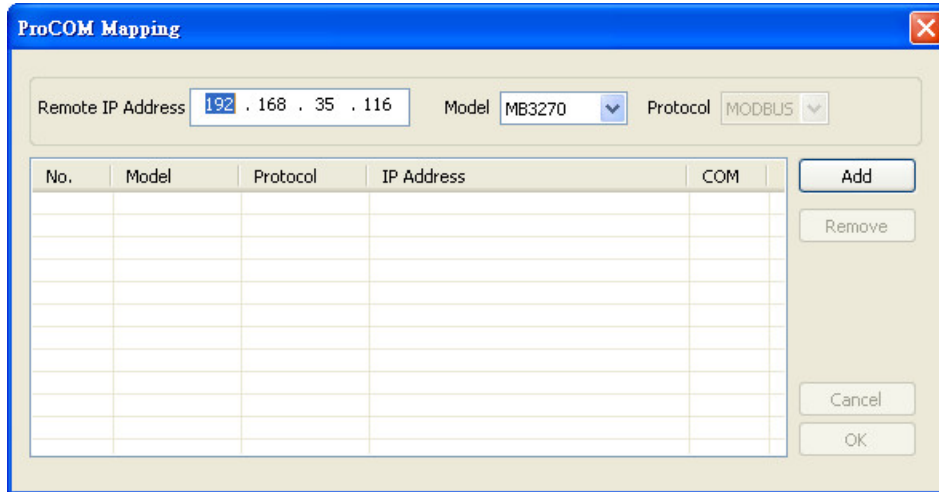 ProCOM Mapping
Remote IP Address 192 . 168 . 35 . 116 Model MB3270 Protocol MODBUS
No. Model Protocol IP Address COM
Add
Remove
Cancel
OK